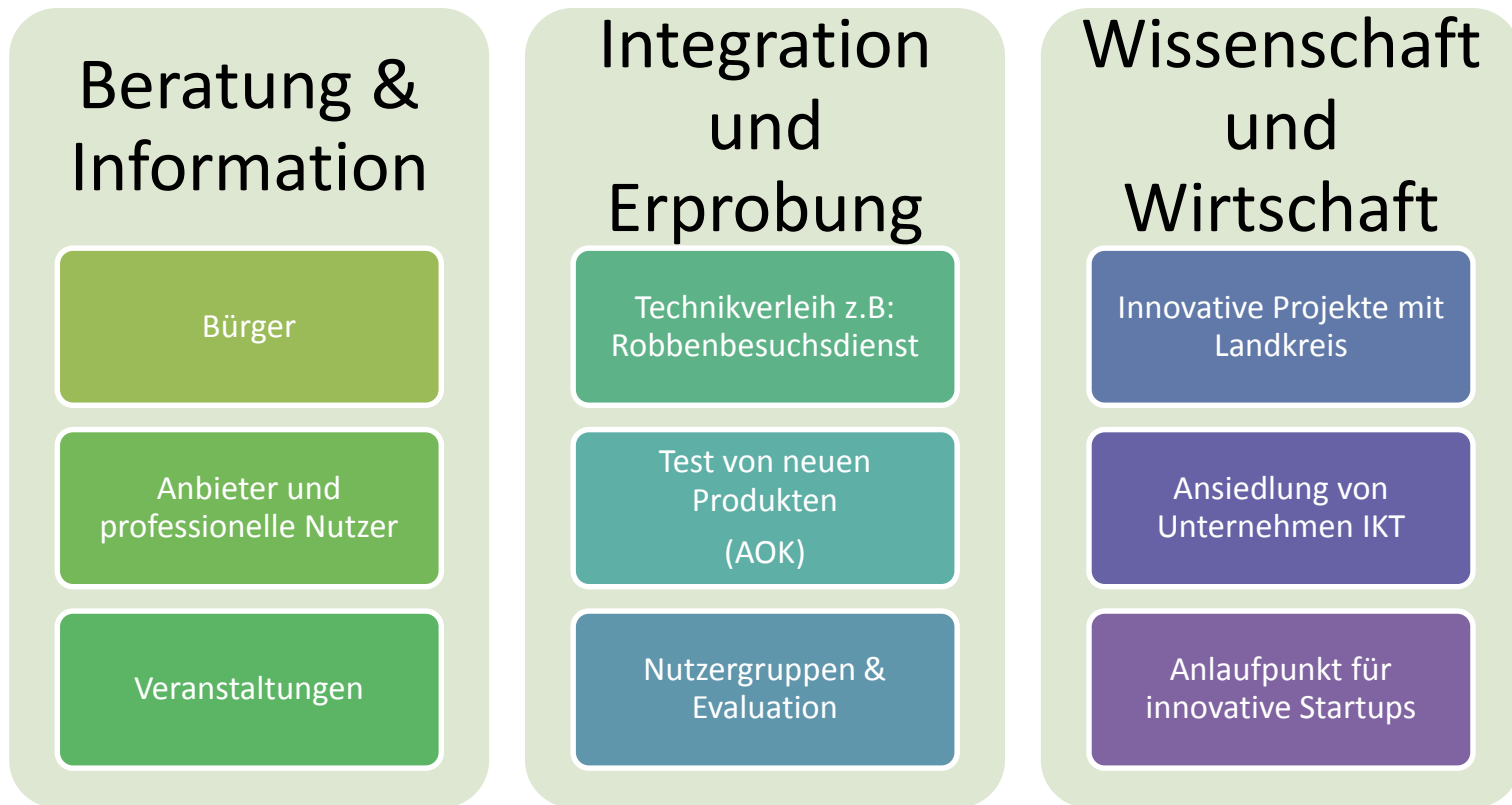 Beratung &
Information
Bürger
Anbieter und
professionelle Nutzer
Veranstaltungen
Integration
und
Erprobung
Technikverleih z.B:
Robbenbesuchsdienst
Test von neuen
Produkten
(AOK)
Nutzergruppen &
Evaluation
Wissenschaft
und
Wirtschaft
Innovative Projekte mit
Landkreis
Ansiedlung von
Unternehmen IKT
Anlaufpunkt für
innovative Startups